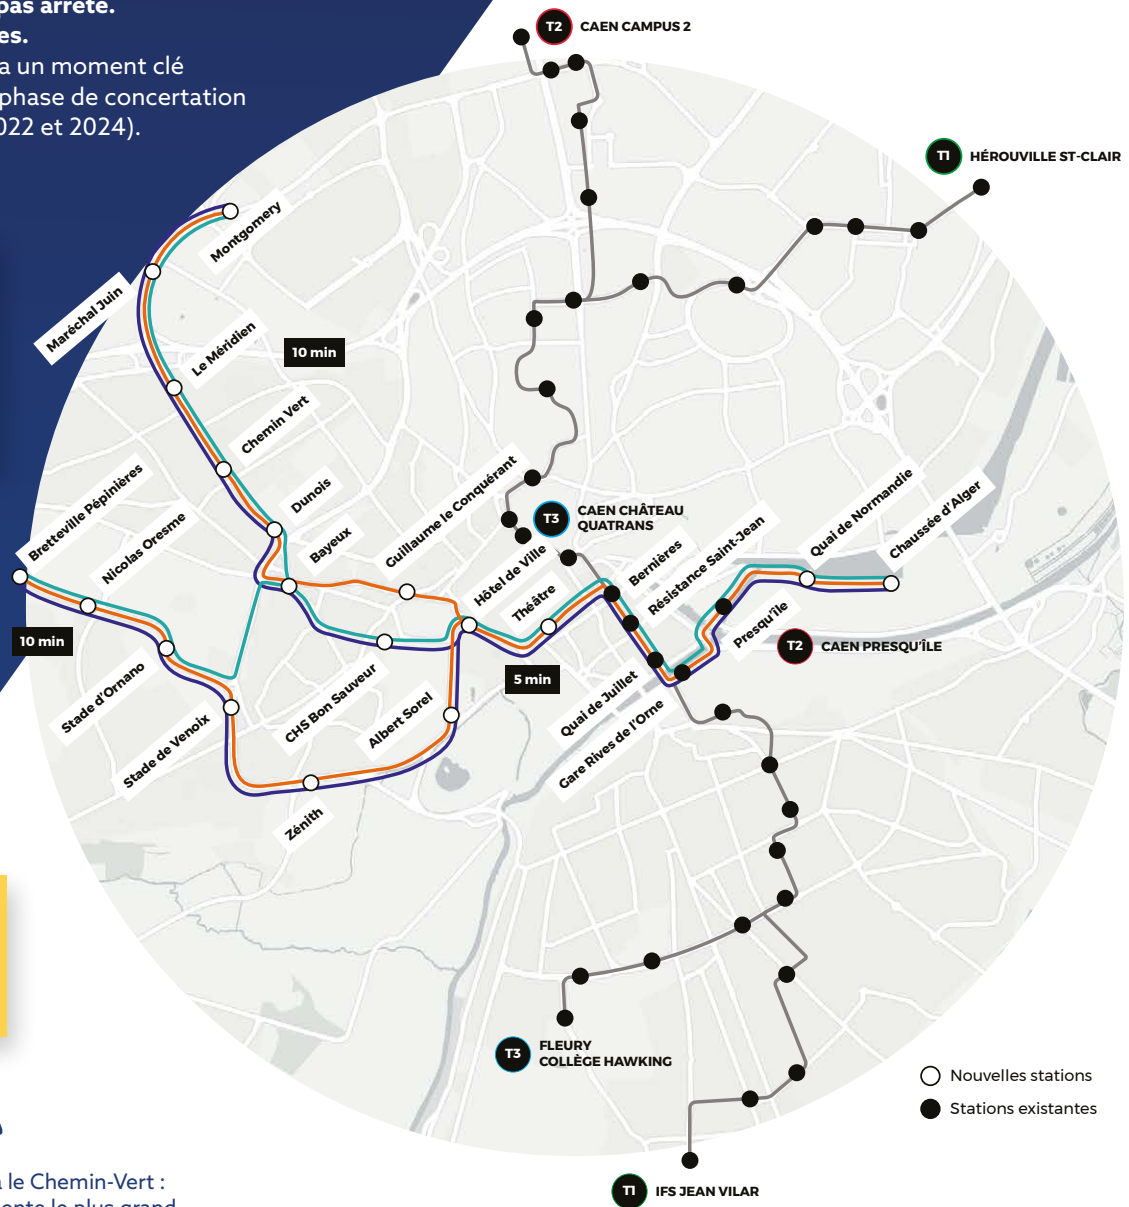 pas arrêté.
es.
a un moment clé
phase de concertation
022 et 2024).
T2 CAEN CAMPUS 2
T1 HÉROUVILLE ST-CLAIR
Montgomery
Maréchal Juin
Le Méridien
10 min
Chemin Vert
Dunois
Bretteville Pépinières
Nicolas Oresme
Bayeux
Guillaume le Conquérant
T3 CAEN CHÂTEAU
QUATRANS
Hôtel de Ville
Théâtre
Bernières
Résistance Saint-Jean
Quai de Normandie
Chaussée d'Alger
Presqu'île
T2 CAEN PRESQU'ÎLE
10 min
Stade d'Ornano
Stade de Venoix
CHS Bon Sauveur
Albert Sorel
5 min
Quai de Juillet
Gare Rives de l'Orne
Zénith
T3 FLEURY
COLLÈGE HAWKING
Nouvelles stations
Stations existantes
T1 IFS JEAN VILAR
le Chemin-Vert :
ente le plus grand